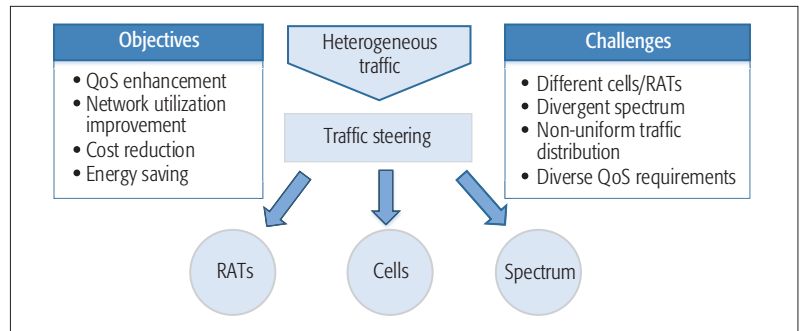 Objectives
• QoS enhancement
• Network utilization
improvement
• Cost reduction
• Energy saving
Heterogeneous
traffic
Traffic steering
Challenges
• Different cells/RATs
• Divergent spectrum
• Non-uniform traffic
distribution
• Diverse QoS requirements
RATs
Cells
Spectrum